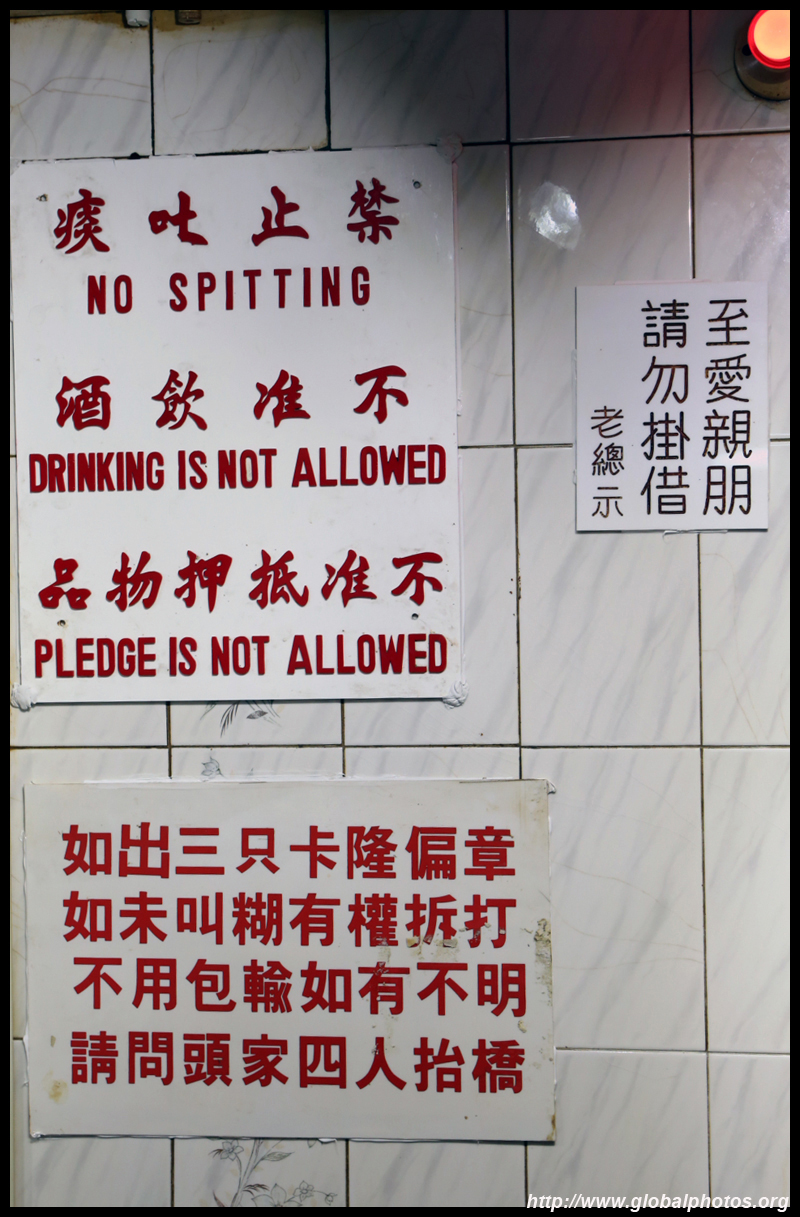 禁止吐痰
NO SPITTING
不准飲酒
DRINKING IS NOT ALLOWED
不准抵押物品
PLEDGE IS NOT ALLOWED
至愛親朋
請勿掛借
老總示
如出三只卡隆偏章
如未叫糊有權拆打
不用包輸如有不明
請問頭家四人抬橋
http://www.globalphotos.org